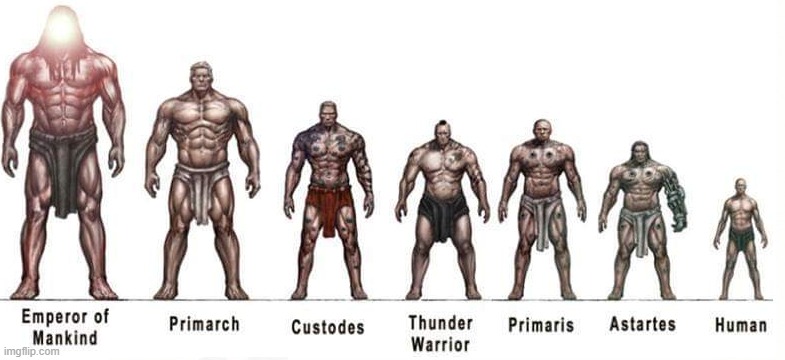 Emperor of
Mankind
Primarch
Custodes
Thunder
Warrior
Primaris
Astartes
Human
imgflip.com